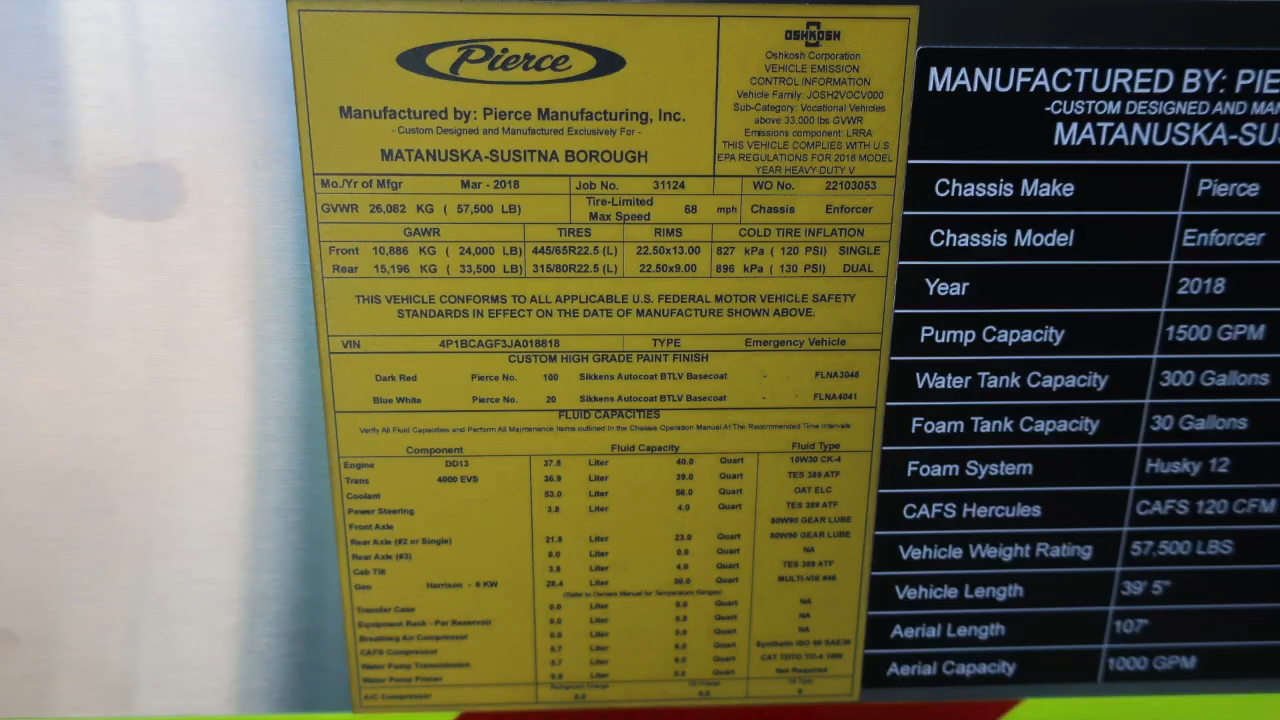 Pierce
Manufactured by: Pierce Manufacturing, Inc.
- Custom Designed and Manufactured Exclusively For -
MATANUSKA-SUSITNA BOROUGH
OSHKOSH
Oshkosh Corporation
VEHICLE EMISSION
CONTROL INFORMATION
Vehicle Family: JOSH2VOCV000
Sub-Category: Vocational Vehicles
above 33,000 lbs GVWR
Emissions component: LRRA
THIS VEHICLE COMPLIES WITH U.S.
EPA REGULATIONS FOR 2018 MODEL
YEAR HEAVY-DUTY V
Mo./Yr of Mfgr Mar - 2018 Job No. 31124 WO No. 22103053
GVWR 26,082 KG ( 57,500 LB) Tire-Limited Max Speed 68 mph Chassis Enforcer
GAWR TIRES RIMS COLD TIRE INFLATION
Front 10,886 KG ( 24,000 LB) 445/65R22.5 (L) 22.50x13.00 827 kPa ( 120 PSI) SINGLE
Rear 15,196 KG ( 33,500 LB) 315/80R22.5 (L) 22.50x9.00 896 kPa ( 130 PSI) DUAL
THIS VEHICLE CONFORMS TO ALL APPLICABLE U.S. FEDERAL MOTOR VEHICLE SAFETY
STANDARDS IN EFFECT ON THE DATE OF MANUFACTURE SHOWN ABOVE.
VIN 4P1BCAGF3JA018818 TYPE Emergency Vehicle
CUSTOM HIGH GRADE PAINT FINISH
Dark Red Pierce No. 100 Sikkens Autocoat BTLV Basecoat - FLNA3048
Blue White Pierce No. 20 Sikkens Autocoat BTLV Basecoat - FLNA4041
FLUID CAPACITIES
Verify All Fluid Capacities and Perform All Maintenance Items outlined in the Chassis Operation Manual At The Recommended Time Intervals
Component Fluid Capacity Fluid Type
Engine DD13 37.8 Liter 40.0 Quart 10W30 CK-4
Trans 4000 EVS 36.9 Liter 39.0 Quart TES 389 ATF
Coolant 53.0 Liter 56.0 Quart OAT ELC
Power Steering 3.8 Liter 4.0 Quart TES 389 ATF
Front Axle 80W90 GEAR LUBE
Rear Axle (#2 or Single) 21.8 Liter 23.0 Quart 80W90 GEAR LUBE
Rear Axle (#3) 0.0 Liter 0.0 Quart NA
Cab Tilt 3.8 Liter 4.0 Quart TES 389 ATF
Gen Harrison - 6 KW 28.4 Liter 30.0 Quart MULTI-VIS #46
(Refer to Owners Manual for Temperature Ranges)
Transfer Case 0.0 Liter 0.0 Quart NA
Equipment Rack - Per Reservoir 0.0 Liter 0.0 Quart NA
Breathing Air Compressor 0.0 Liter 0.0 Quart NA
CAFS Compressor 5.7 Liter 6.0 Quart
Water Pump Transmission 5.7 Liter 6.0 Quart
Water Pump Primer 0.0 Liter 0.0 Quart Not Required
A/C Compressor
MANUFACTURED BY: PIE
-CUSTOM DESIGNED AND MA
MATANUSKA-SU
Chassis Make Pierce
Chassis Model Enforcer
Year 2018
Pump Capacity 1500 GPM
Water Tank Capacity 300 Gallons
Foam Tank Capacity 30 Gallons
Foam System Husky 12
CAFS Hercules CAFS 120 CFM
Vehicle Weight Rating 57,500 LBS
Vehicle Length 39' 5"
Aerial Length 107'
Aerial Capacity 1000 GPM